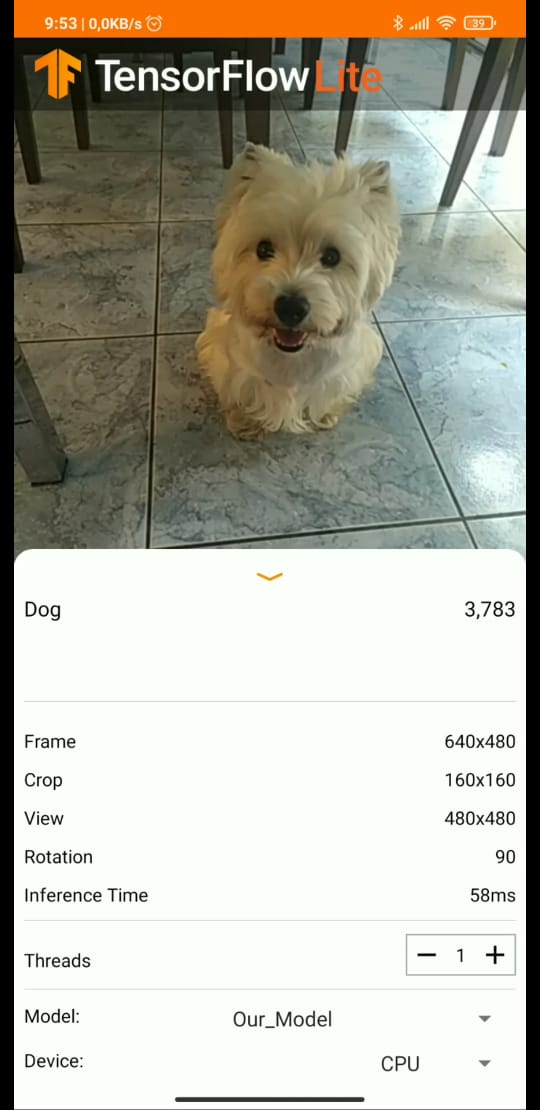 9:53 | 0,0KB/s
39
TensorFlow Lite
Dog 3,783
Frame 640x480
Crop 160x160
View 480x480
Rotation 90
Inference Time 58ms
Threads 1
Model: Our_Model
Device: CPU